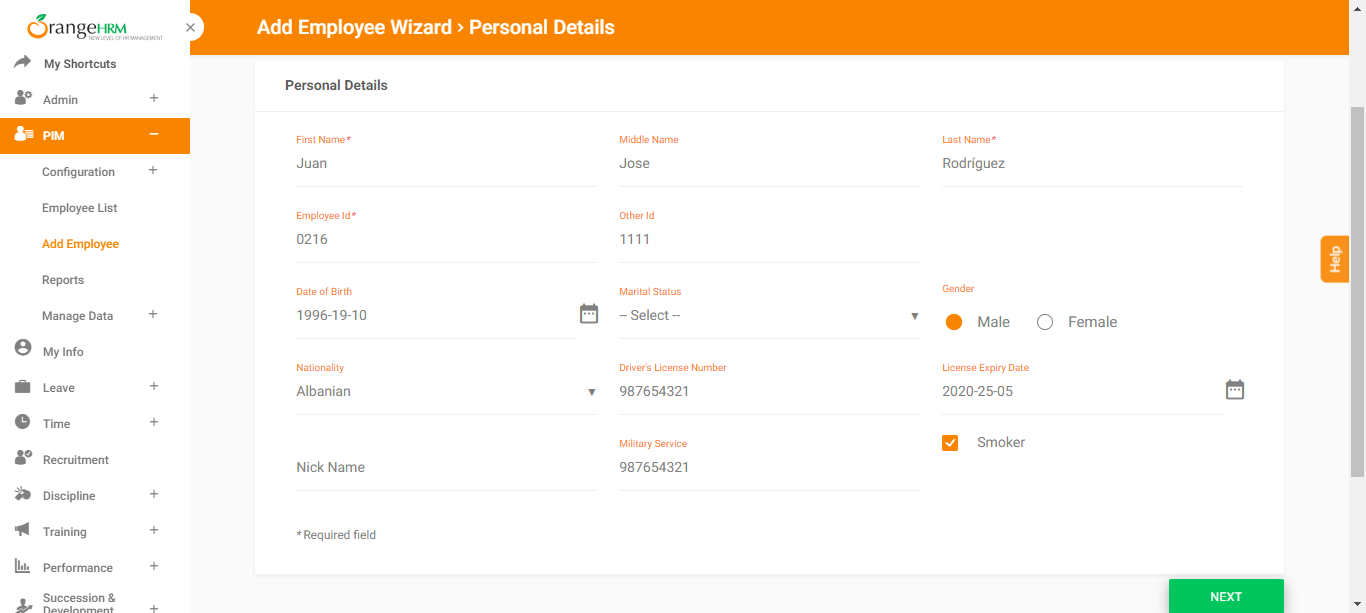 OrangeHRM
NEW LEVEL OF HR MANAGEMENT
My Shortcuts
Admin +
PIM −
Configuration +
Employee List
Add Employee
Reports
Manage Data +
My Info
Leave +
Time +
Recruitment
Discipline +
Training +
Performance +
Succession &
Development +
Add Employee Wizard › Personal Details
Personal Details
First Name* Middle Name Last Name*
Juan Jose Rodríguez
Employee Id* Other Id
0216 1111
Date of Birth Marital Status Gender
1996-19-10 -- Select -- Male Female
Nationality Driver's License Number License Expiry Date
Albanian 987654321 2020-25-05
Military Service Smoker
Nick Name 987654321
* Required field
NEXT
Help